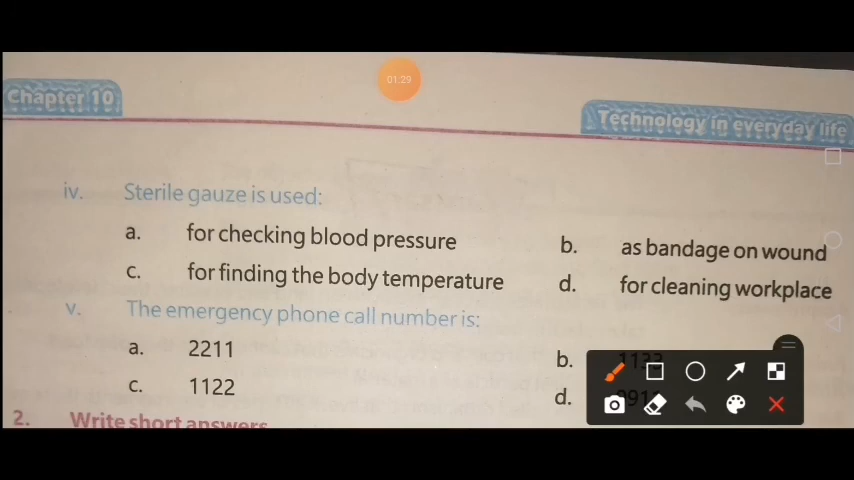 01:29
Chapter 10
Technology in everyday life
iv. Sterile gauze is used:
a. for checking blood pressure b. as bandage on wound
c. for finding the body temperature d. for cleaning workplace
v. The emergency phone call number is:
a. 2211 b. 1133
c. 1122 d.
2. Write short answers